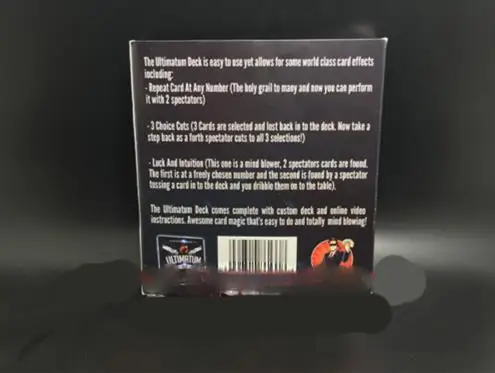 The Ultimatum Deck is easy to use yet allows for some world class card effects
including:
- Repeat Card At Any Number (The holy grail to many and now you can perform
it with 2 spectators)
- 3 Choice Cuts (3 Cards are selected and lost back in to the deck. Now take a
step back as a forth spectator cuts to all 3 selections!)
- Luck And Intuition (This one is a mind blower, 2 spectators cards are found.
The first is at a freely chosen number and the second is found by a spectator
tossing a card in to the deck and you dribble them on to the table).
The Ultimatum Deck comes complete with custom deck and online video
instructions. Awesome card magic that's easy to do and totally mind blowing!
ULTIMATUM